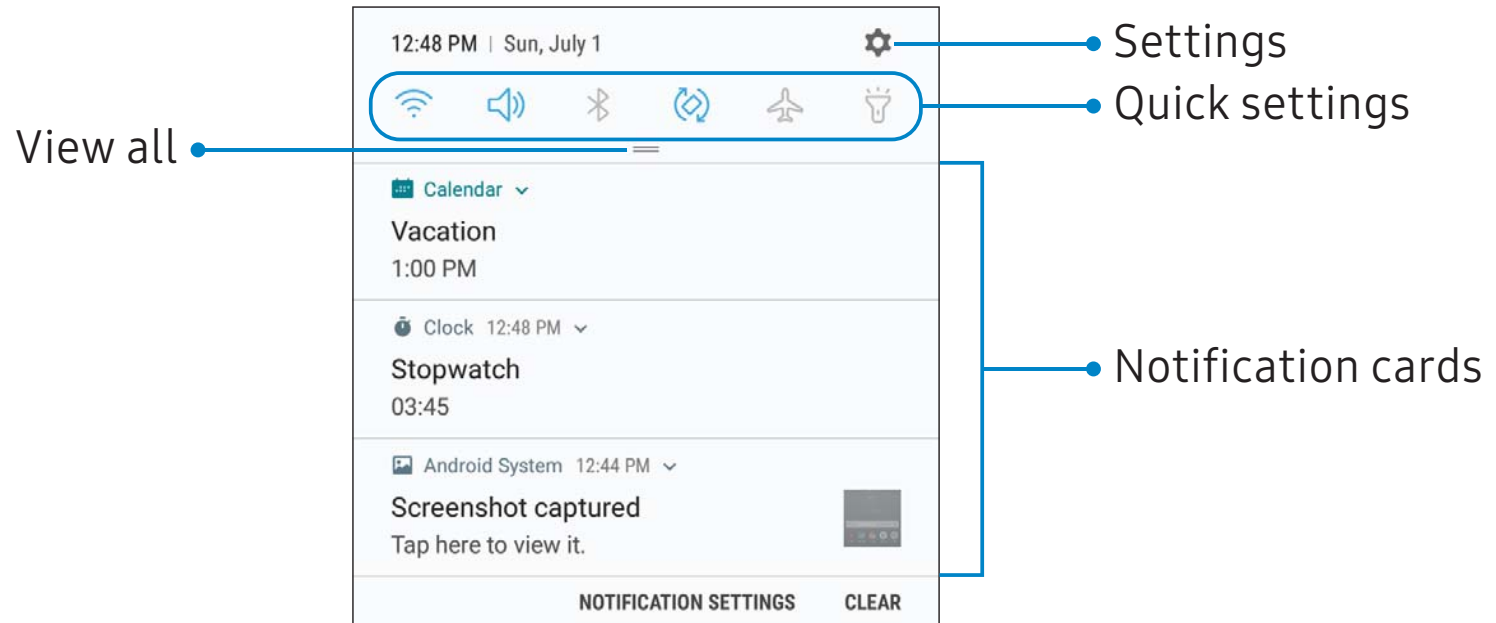 12:48 PM | Sun, July 1
Settings
Quick settings
View all
Calendar
Vacation
1:00 PM
Clock 12:48 PM
Stopwatch
03:45
Notification cards
Android System 12:44 PM
Screenshot captured
Tap here to view it.
NOTIFICATION SETTINGS CLEAR